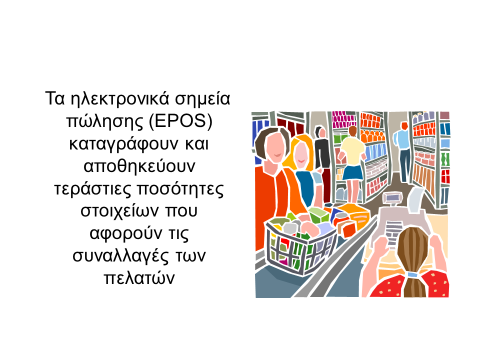 Τα ηλεκτρονικά σημεία
πώλησης (EPOS)
καταγράφουν και
αποθηκεύουν
τεράστιες ποσότητες
στοιχείων που
αφορούν τις
συναλλαγές των
πελατών